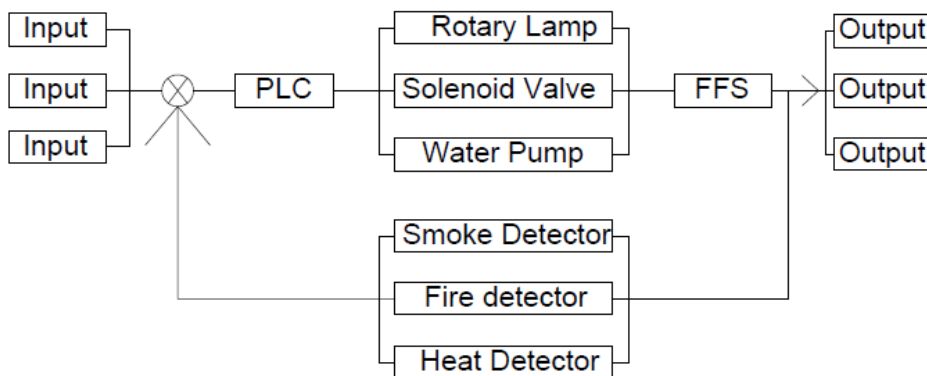 Input
Rotary Lamp
Output
Input
PLC
Solenoid Valve
FFS
Output
Input
Water Pump
Output
Smoke Detector
Fire detector
Heat Detector